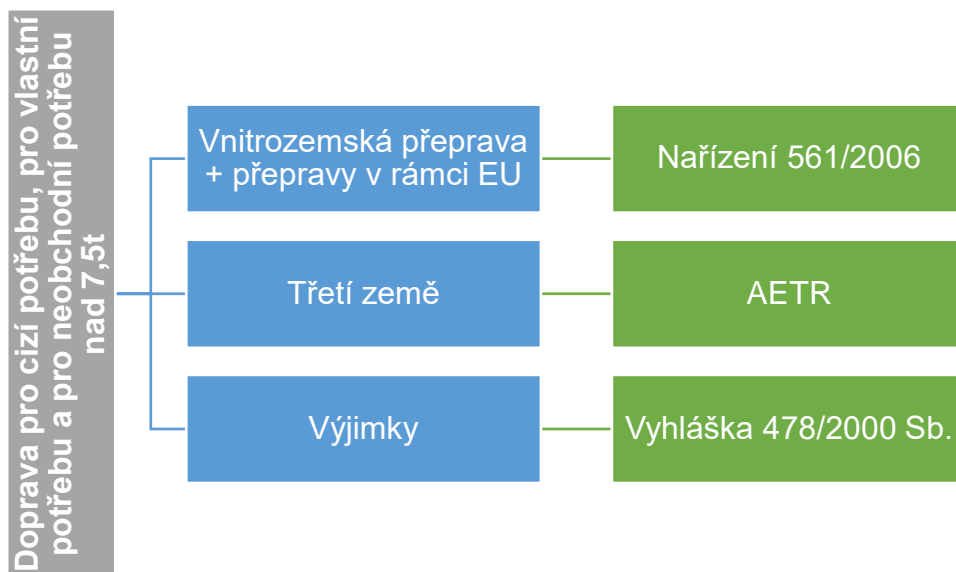 Doprava pro cizí potřebu, pro vlastní
potřebu a pro neobchodní potřebu
nad 7,5t
Vnitrozemská přeprava
+ přepravy v rámci EU
Nařízení 561/2006
Třetí země
AETR
Výjimky
Vyhláška 478/2000 Sb.